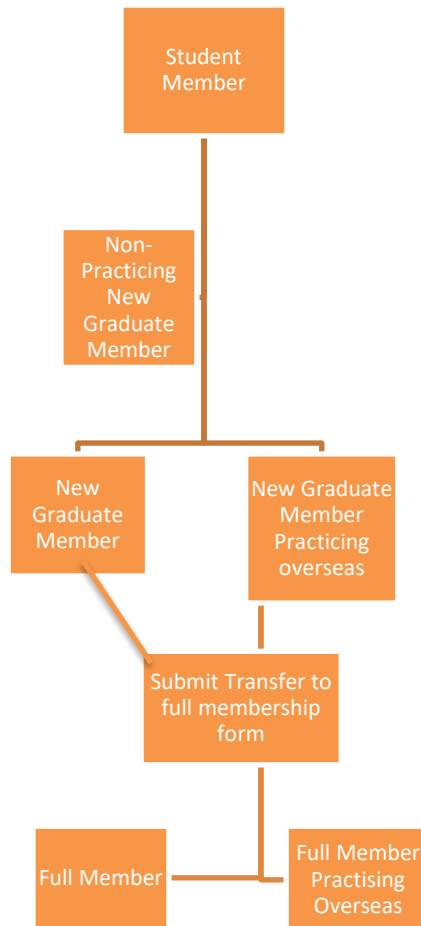 Student
Member
Non-
Practicing
New
Graduate
Member
New
Graduate
Member
New Graduate
Member
Practicing
overseas
Submit Transfer to
full membership
form
Full Member
Full Member
Practising
Overseas